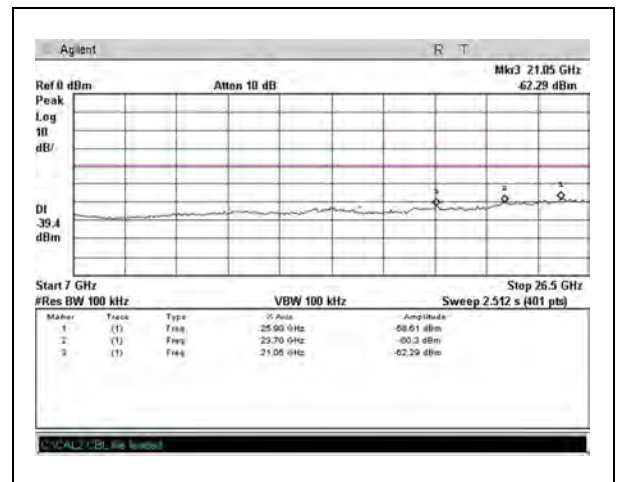 Agilent R T
Mkr3 21.05 GHz
Ref 0 dBm Atten 10 dB -62.29 dBm
Peak
Log
10
dB/
3 2 1
DI
-39.4
dBm
Start 7 GHz Stop 26.5 GHz
#Res BW 100 kHz VBW 100 kHz Sweep 2.512 s (401 pts)
Marker Trace Type X Axis Amplitude
1 (1) Freq 25.90 GHz -58.61 dBm
2 (1) Freq 23.70 GHz -60.3 dBm
3 (1) Freq 21.05 GHz -62.29 dBm
C:\CAL2.CBL file loaded